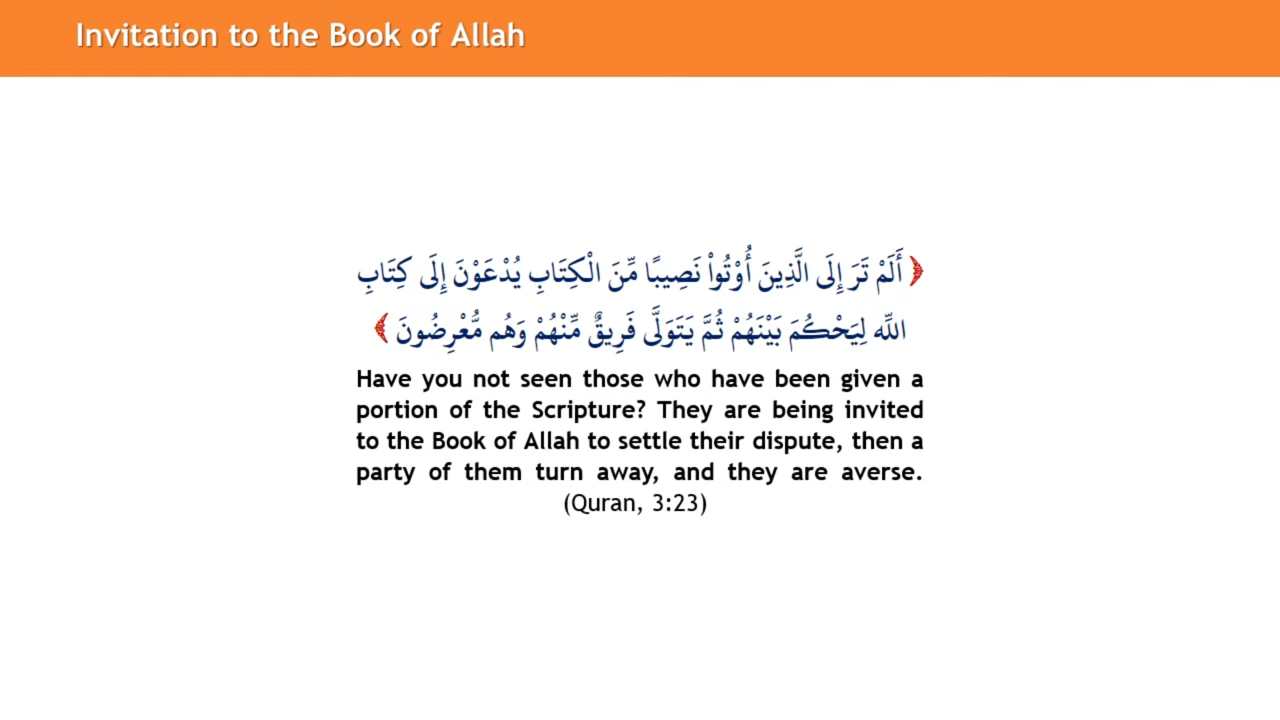 Invitation to the Book of Allah
﴿ أَلَمْ تَرَ إِلَى الَّذِينَ أُوْتُواْ نَصِيبًا مِّنَ الْكِتَابِ يُدْعَوْنَ إِلَى كِتَابِ
اللّهِ لِيَحْكُمَ بَيْنَهُمْ ثُمَّ يَتَوَلَّى فَرِيقٌ مِّنْهُمْ وَهُم مُّعْرِضُونَ ﴾
Have you not seen those who have been given a
portion of the Scripture? They are being invited
to the Book of Allah to settle their dispute, then a
party of them turn away, and they are averse.
(Quran, 3:23)